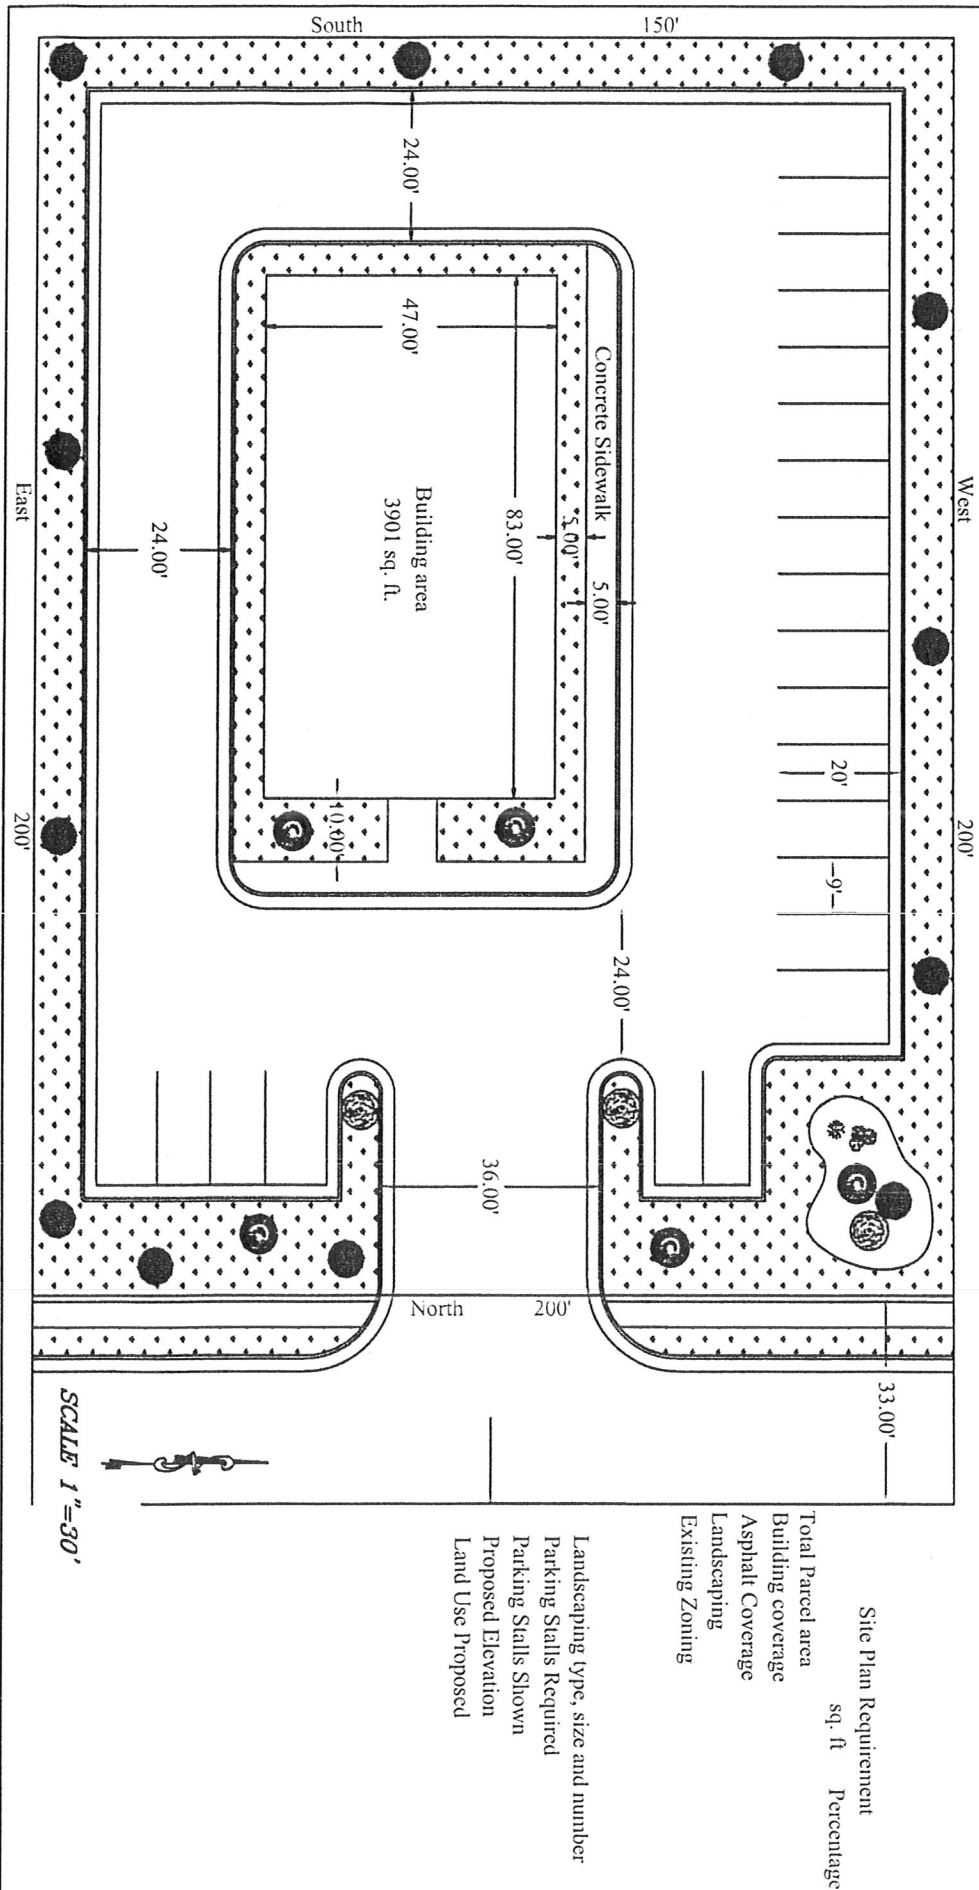 South 150'
24.00'
47.00'
83.00'
Concrete Sidewalk
5.00'
5.00'
Building area
3901 sq. ft.
10.00'
West 200'
20'
9'
East 200'
24.00'
24.00'
36.00'
North 200'
33.00'
SCALE 1"=30'
Site Plan Requirement
sq. ft Percentage
Total Parcel area
Building coverage
Asphalt Coverage
Landscaping
Existing Zoning
Landscaping type, size and number
Parking Stalls Required
Parking Stalls Shown
Proposed Elevation
Land Use Proposed